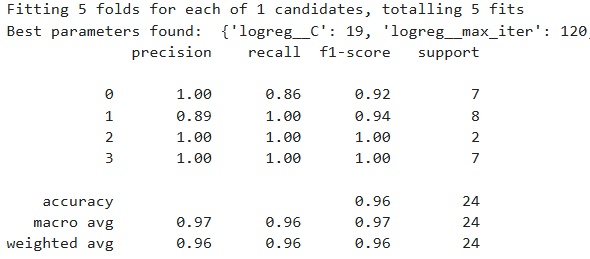 Fitting 5 folds for each of 1 candidates, totalling 5 fits
Best parameters found:  {'logreg__C': 19, 'logreg__max_iter': 120,
              precision    recall  f1-score   support

           0       1.00      0.86      0.92         7
           1       0.89      1.00      0.94         8
           2       1.00      1.00      1.00         2
           3       1.00      1.00      1.00         7

    accuracy                           0.96        24
   macro avg       0.97      0.96      0.97        24
weighted avg       0.96      0.96      0.96        24